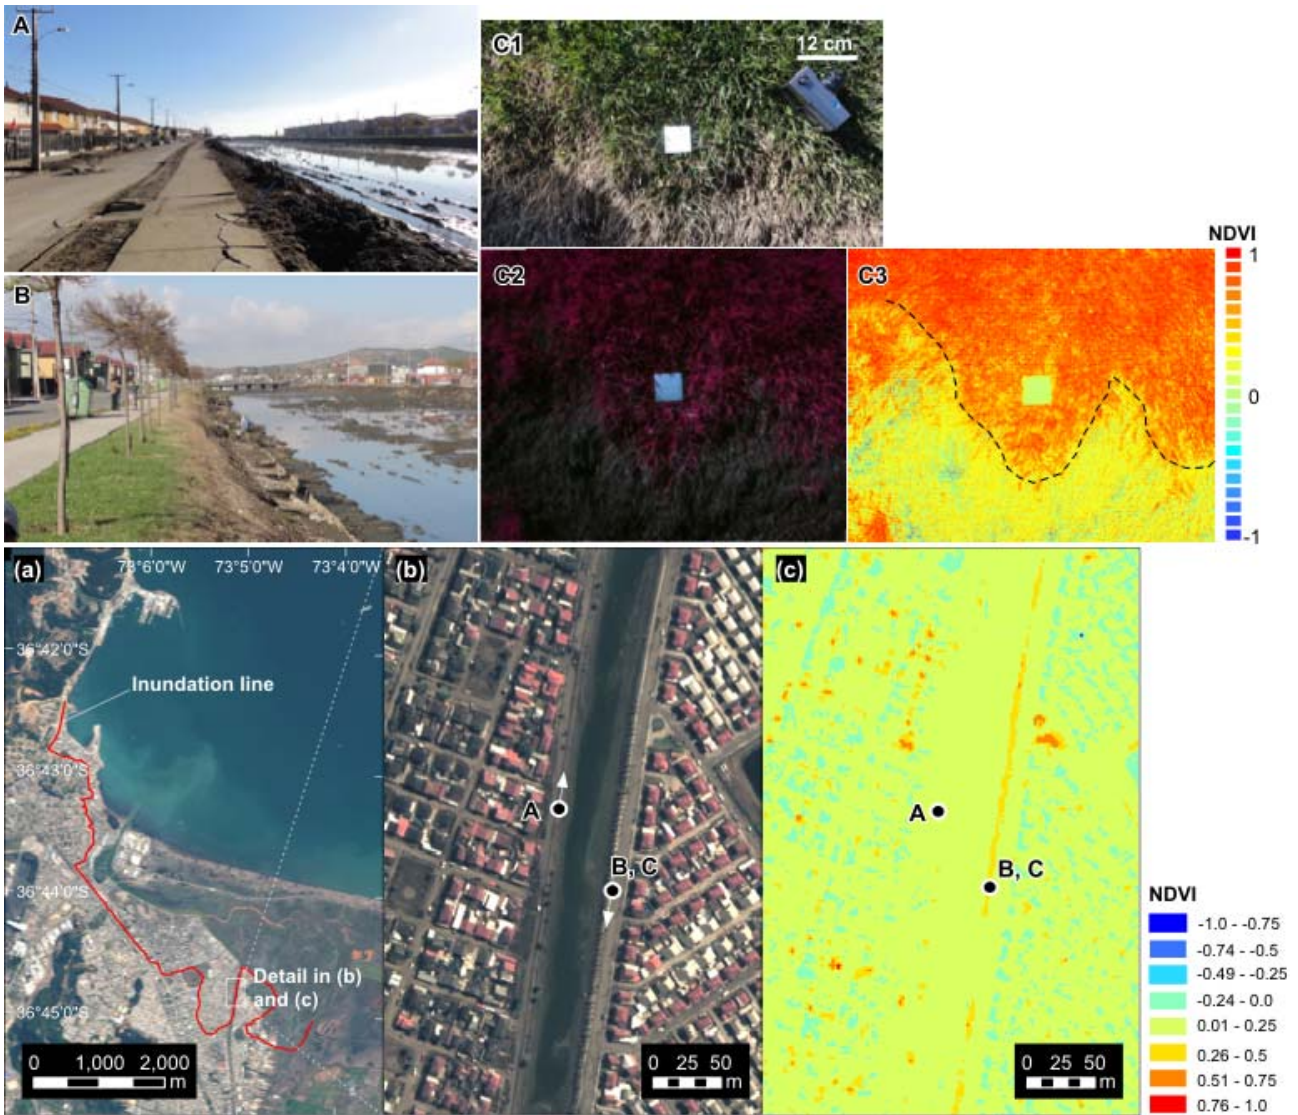 A
C1
12 cm
B
C2
C3
NDVI
1
0
-1
(a)
73°6'0"W
73°5'0"W
73°4'0"W
36°42'0"S
Inundation line
36°43'0"S
36°44'0"S
Detail in (b)
and (c)
36°45'0"S
0 1,000 2,000
m
(b)
A
B, C
0 25 50
m
(c)
A
B, C
0 25 50
m
NDVI
-1.0 - -0.75
-0.74 - -0.5
-0.49 - -0.25
-0.24 - 0.0
0.01 - 0.25
0.26 - 0.5
0.51 - 0.75
0.76 - 1.0